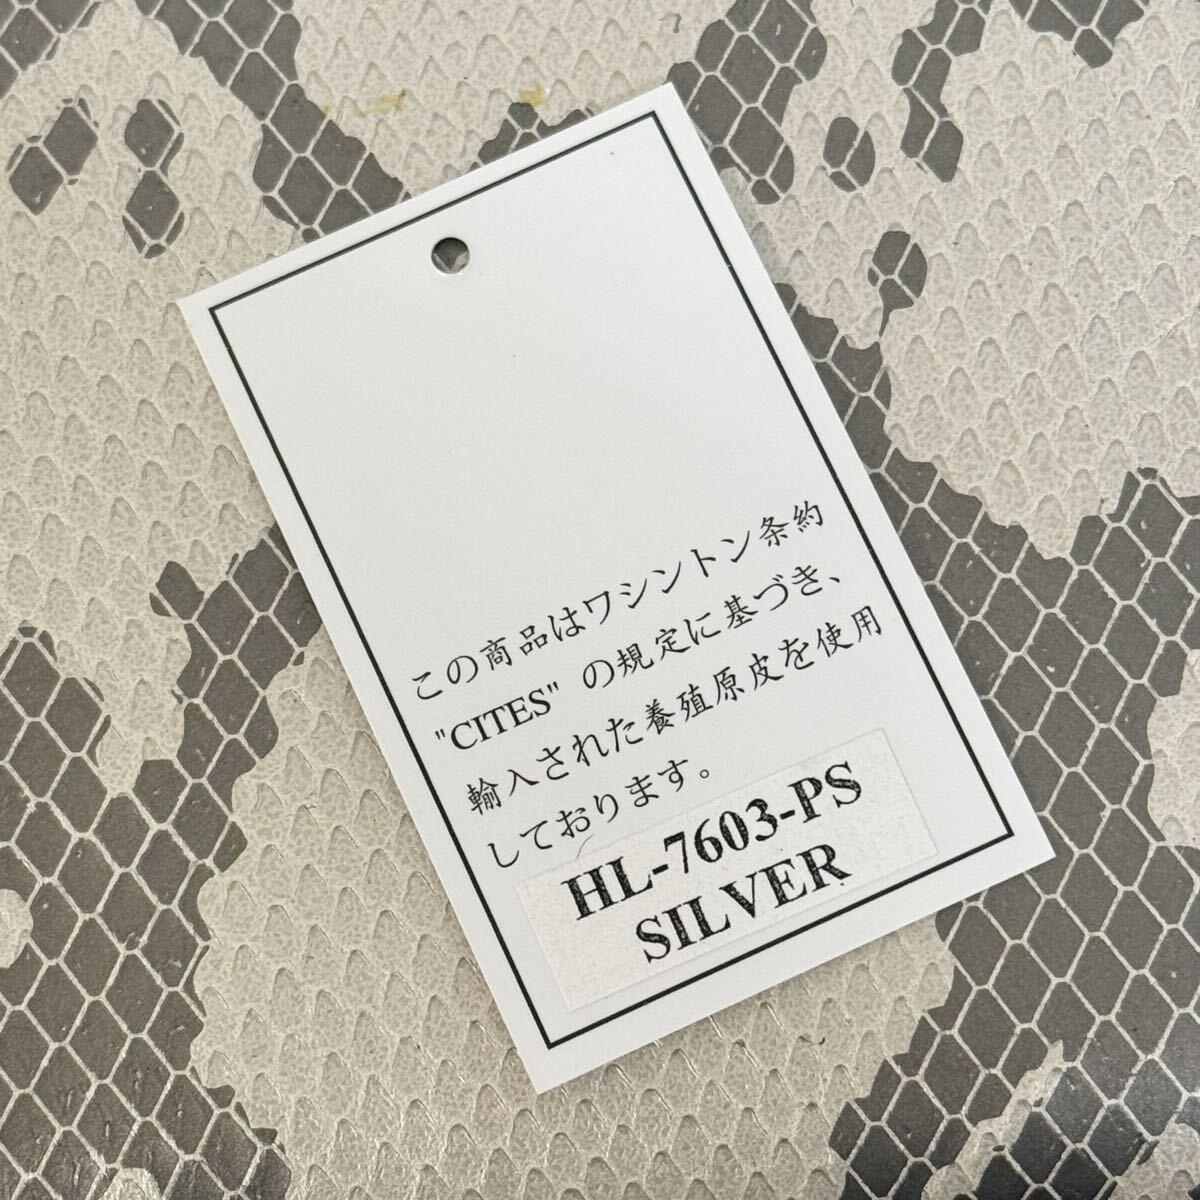 この商品はワシントン条約
"CITES" の規定に基づき、
輸入された養殖原皮を使用
しております。
HL-7603-PS
SILVER